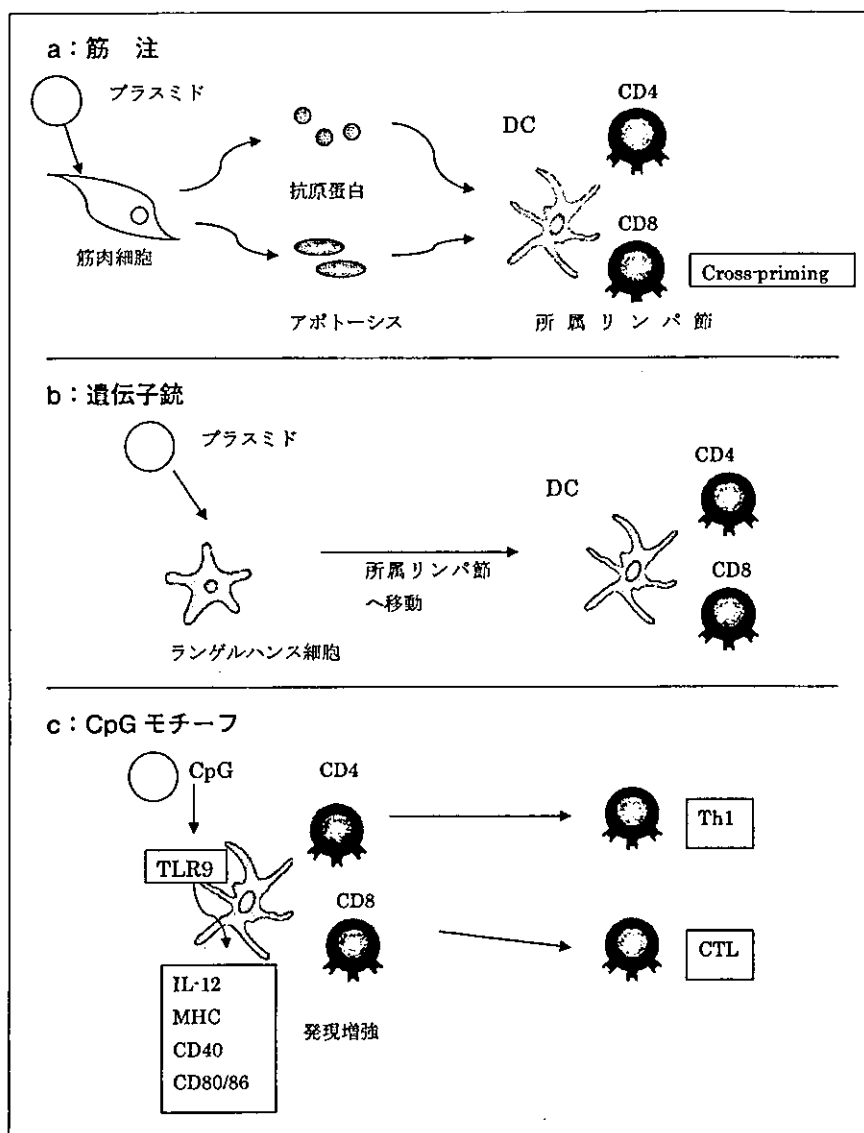 a：筋　注
プラスミド
CD4
DC
抗原蛋白
CD8
筋肉細胞
Cross-priming
アポトーシス
所属リンパ節
b：遺伝子銃
プラスミド
CD4
DC
所属リンパ節
へ移動
CD8
ランゲルハンス細胞
c：CpGモチーフ
CpG
CD4
Th1
TLR9
CD8
CTL
IL-12
MHC
発現増強
CD40
CD80/86